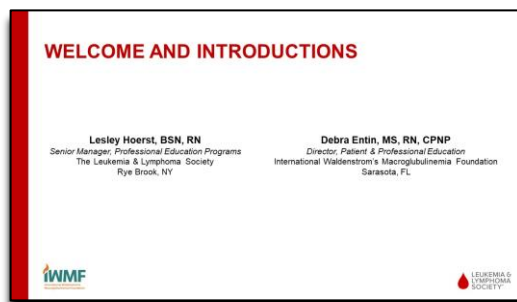 WELCOME AND INTRODUCTIONS
Lesley Hoerst, BSN, RN
Senior Manager, Professional Education Programs
The Leukemia & Lymphoma Society
Rye Brook, NY
Debra Entin, MS, RN, CPNP
Director, Patient & Professional Education
International Waldenstrom's Macroglubulinemia Foundation
Sarasota, FL
iWMF
LEUKEMIA &
LYMPHOMA
SOCIETY